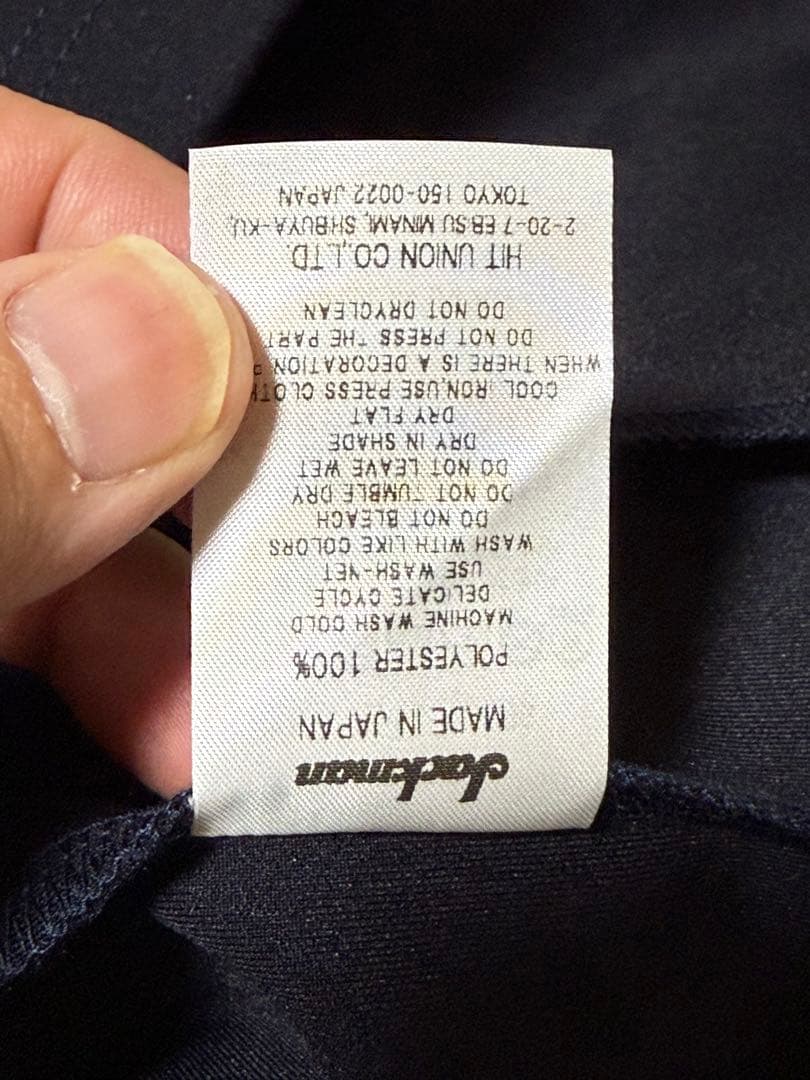 Jackman
MADE IN JAPAN
POLYESTER 100%
MACHINE WASH COLD
DELICATE CYCLE
USE WASH-NET
WASH WITH LIKE COLORS
DO NOT BLEACH
DO NOT TUMBLE DRY
DO NOT LEAVE WET
DRY IN SHADE
DRY FLAT
COOL IRON,USE PRESS CLOTH
WHEN THERE IS A DECORATION P
DO NOT PRESS THE PART
DO NOT DRYCLEAN
HIT UNION CO.,LTD.
2-20-7 EBISU MINAMI, SHIBUYA-KU,
TOKYO 150-0022 JAPAN